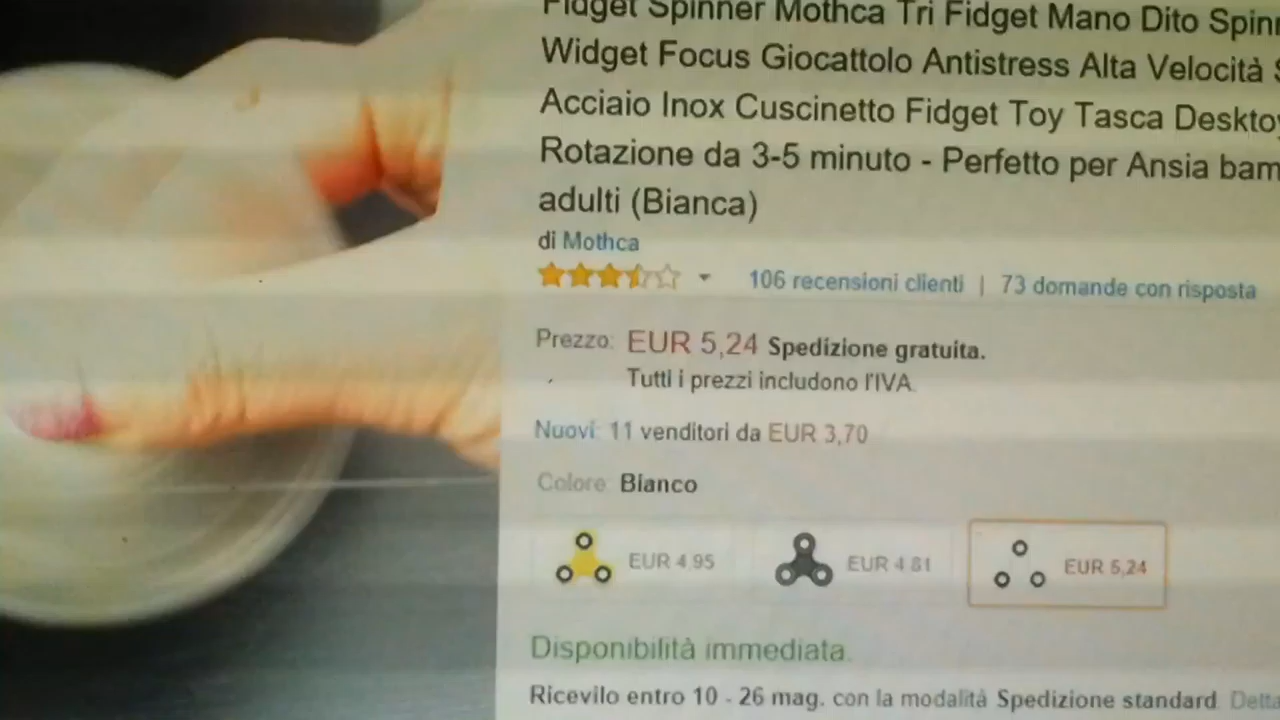 Fidget Spinner Mothca Tri Fidget Mano Dito
Widget Focus Giocattolo Antistress Alta Velocità
Acciaio Inox Cuscinetto Fidget Toy Tasca
Rotazione da 3-5 minuto - Perfetto per Ansia
adulti (Bianca)
di Mothca
106 recensioni clienti | 73 domande con risposta
Prezzo: EUR 5,24 Spedizione gratuita.
Tutti i prezzi includono l'IVA.
Nuovi: 11 venditori da EUR 3,70
Colore: Bianco
EUR 4,95 EUR 4,81 EUR 5,24
Disponibilità immediata.
Ricevilo entro 10 - 26 mag. con la modalità Spedizione standard.